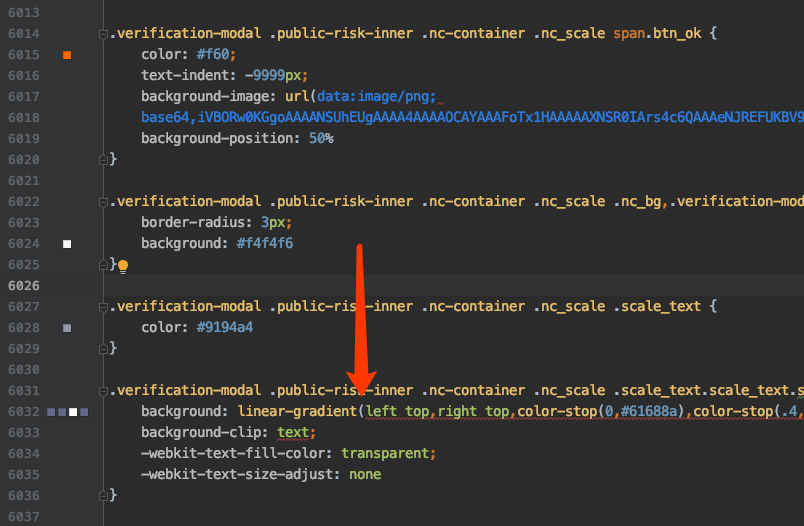 6013
6014 .verification-modal .public-risk-inner .nc-container .nc_scale span.btn_ok {
6015 color: #f60;
6016 text-indent: -9999px;
6017 background-image: url(data:image/png;
6018 base64,iVBORw0KGgoAAAANSUhEUgAAAA4AAAAOCAYAAAFoTx1HAAAAAXNSR0IArs4c6QAAAeNJREFUKBV9
6019 background-position: 50%
6020 }
6021
6022 .verification-modal .public-risk-inner .nc-container .nc_scale .nc_bg,.verification-mod
6023 border-radius: 3px;
6024 background: #f4f4f6
6025 }
6026
6027 .verification-modal .public-risk-inner .nc-container .nc_scale .scale_text {
6028 color: #9194a4
6029 }
6030
6031 .verification-modal .public-risk-inner .nc-container .nc_scale .scale_text.scale_text.s
6032 background: linear-gradient(left top,right top,color-stop(0,#61688a),color-stop(.4,
6033 background-clip: text;
6034 -webkit-text-fill-color: transparent;
6035 -webkit-text-size-adjust: none
6036 }
6037